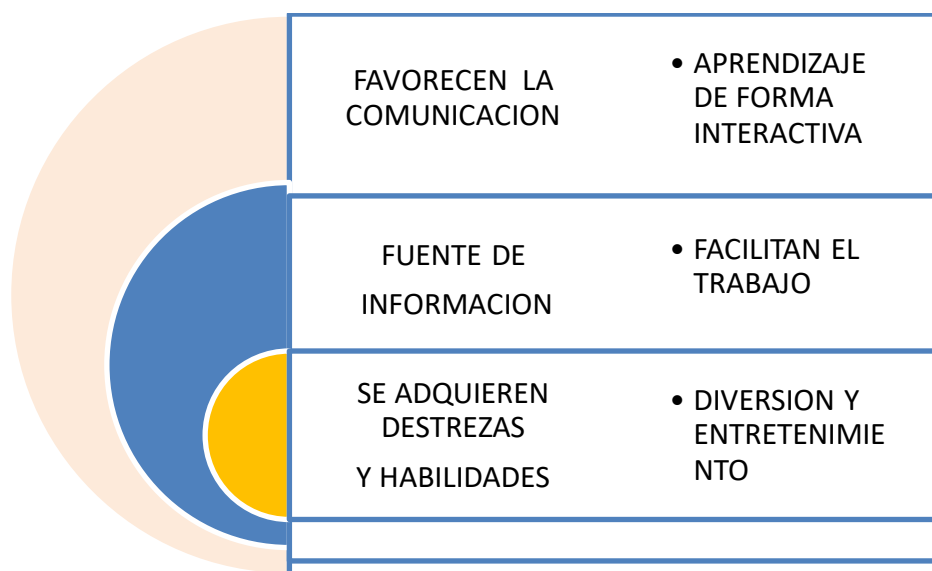 FAVORECEN LA
COMUNICACION
• APRENDIZAJE
DE FORMA
INTERACTIVA
FUENTE DE
INFORMACION
• FACILITAN EL
TRABAJO
SE ADQUIEREN
DESTREZAS
Y HABILIDADES
• DIVERSION Y
ENTRETENIMIE
NTO